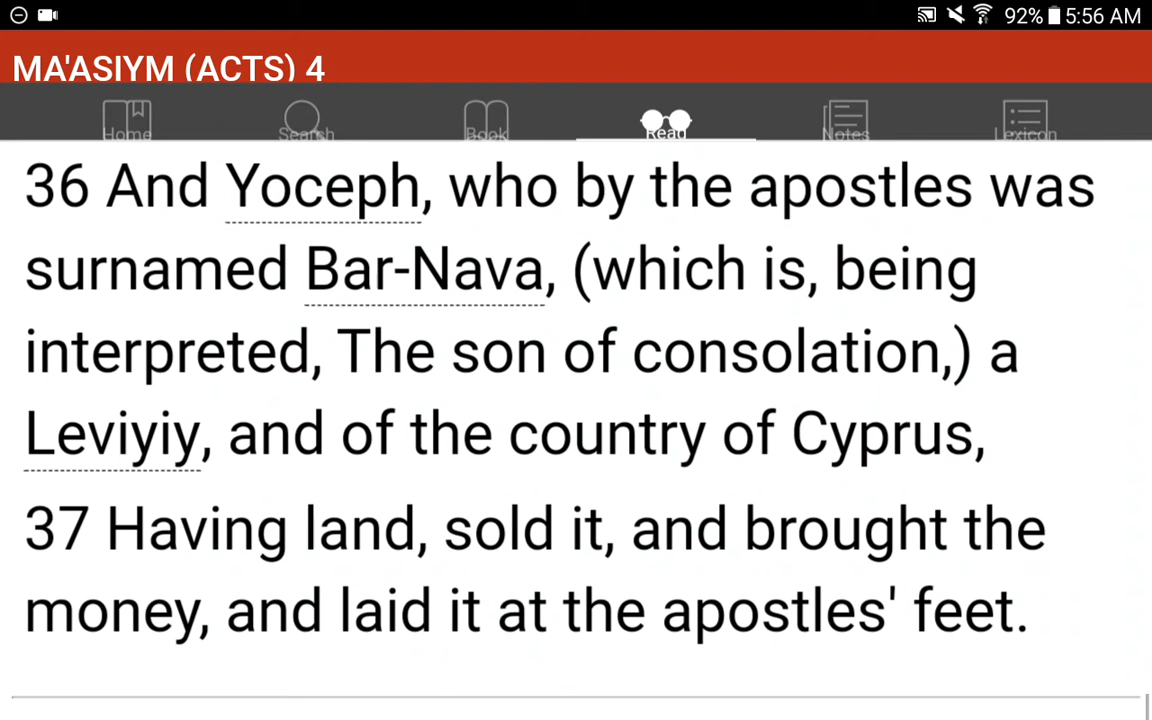 92% 5:56 AM
MA'ASIYM (ACTS) 4
Home Search Book Read Notes Lexicon
36 And Yoceph, who by the apostles was
surnamed Bar-Nava, (which is, being
interpreted, The son of consolation,) a
Leviyiy, and of the country of Cyprus,
37 Having land, sold it, and brought the
money, and laid it at the apostles' feet.